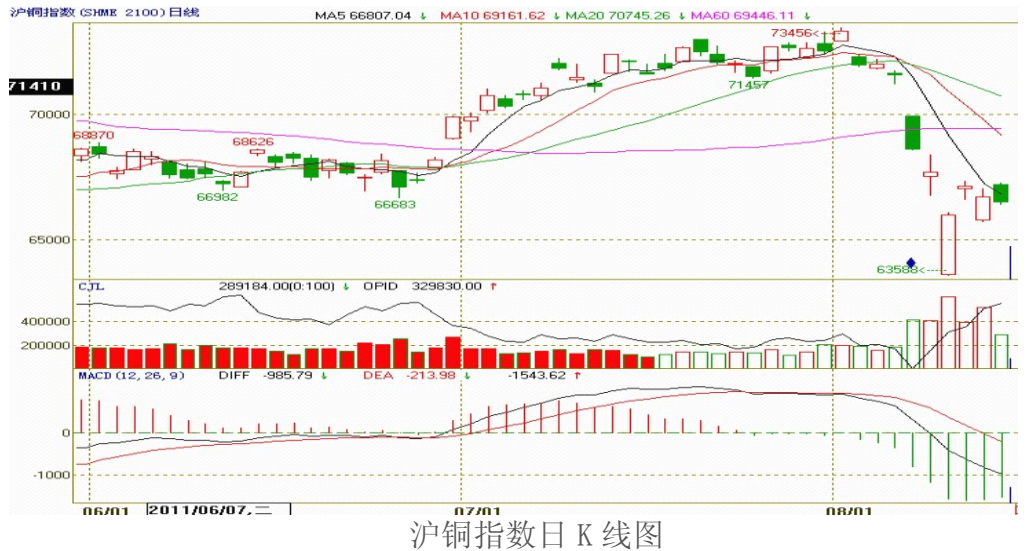 沪铜指数(SHME 2100)日线 MA5 66807.04 ↓ MA10 69161.62 ↓ MA20 70745.26 ↓ MA60 69446.11 ↓
73456
71410
71457
70000
68870
68626
66982
66683
65000
63588
CJL 289184.00(0:100) ↓ OPID 329830.00 ↑
400000
200000
MACD(12,26,9) DIFF -985.79 ↓ DEA -213.98 ↓ -1543.62 ↑
0
-1000
06/01 2011/06/07,二 07/01 08/01
沪铜指数日 K 线图